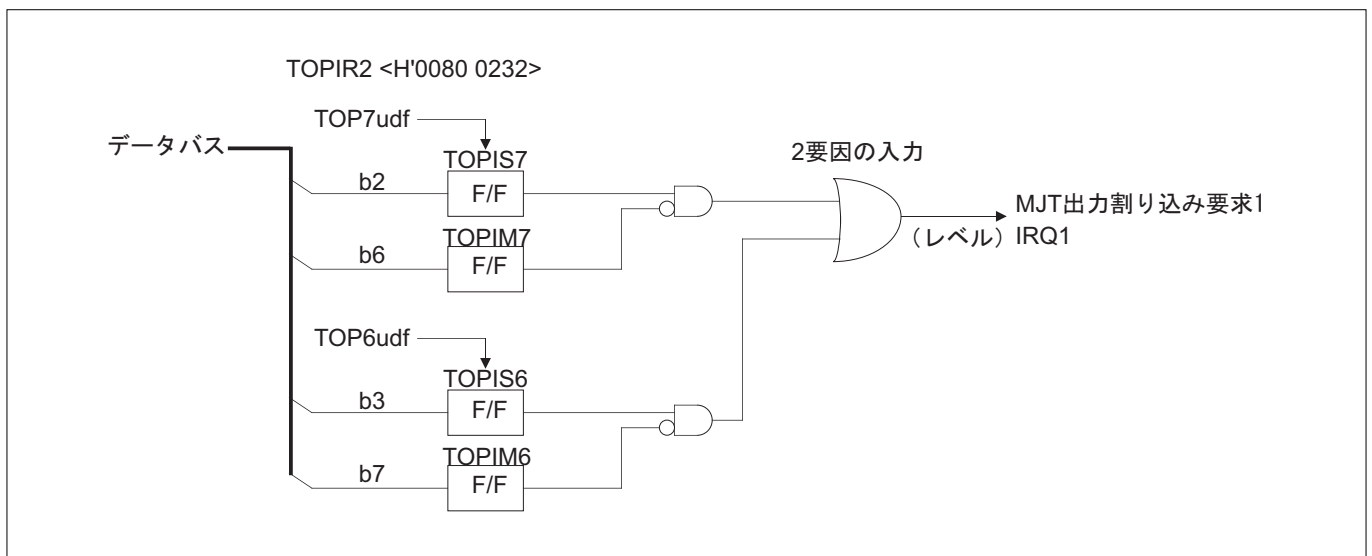 TOPIR2 <H'0080 0232>
TOP7udf
データバス
TOPIS7
2要因の入力
b2
F/F
MJT出力割り込み要求1
TOPIM7
(レベル)
IRQ1
b6
F/F
TOP6udf
TOPIS6
b3
F/F
TOPIM6
b7
F/F